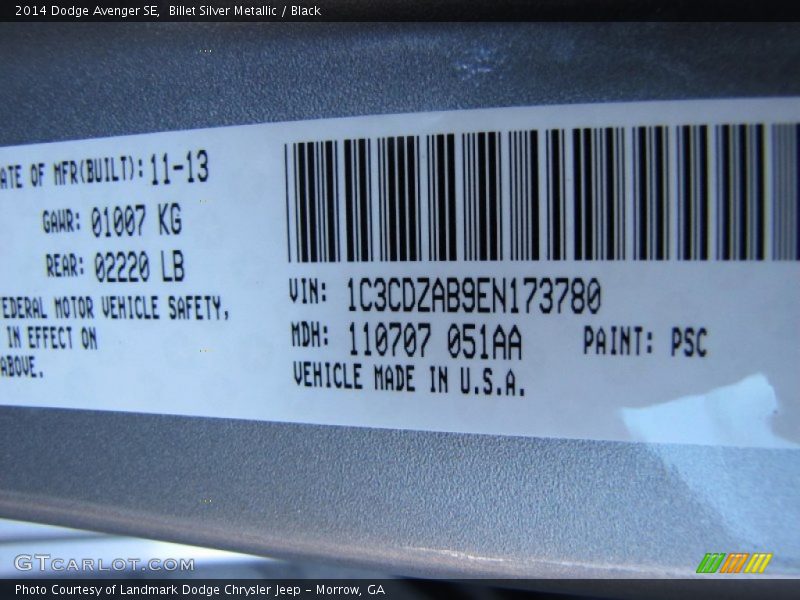 2014 Dodge Avenger SE, Billet Silver Metallic / Black
ATE OF MFR(BUILT): 11-13
GAWR: 01007 KG
REAR: 02220 LB
FEDERAL MOTOR VEHICLE SAFETY,
IN EFFECT ON
ABOVE.
VIN: 1C3CDZAB9EN173780
MDH: 110707 051AA PAINT: PSC
VEHICLE MADE IN U.S.A.
GTCARLOT.COM
Photo Courtesy of Landmark Dodge Chrysler Jeep - Morrow, GA